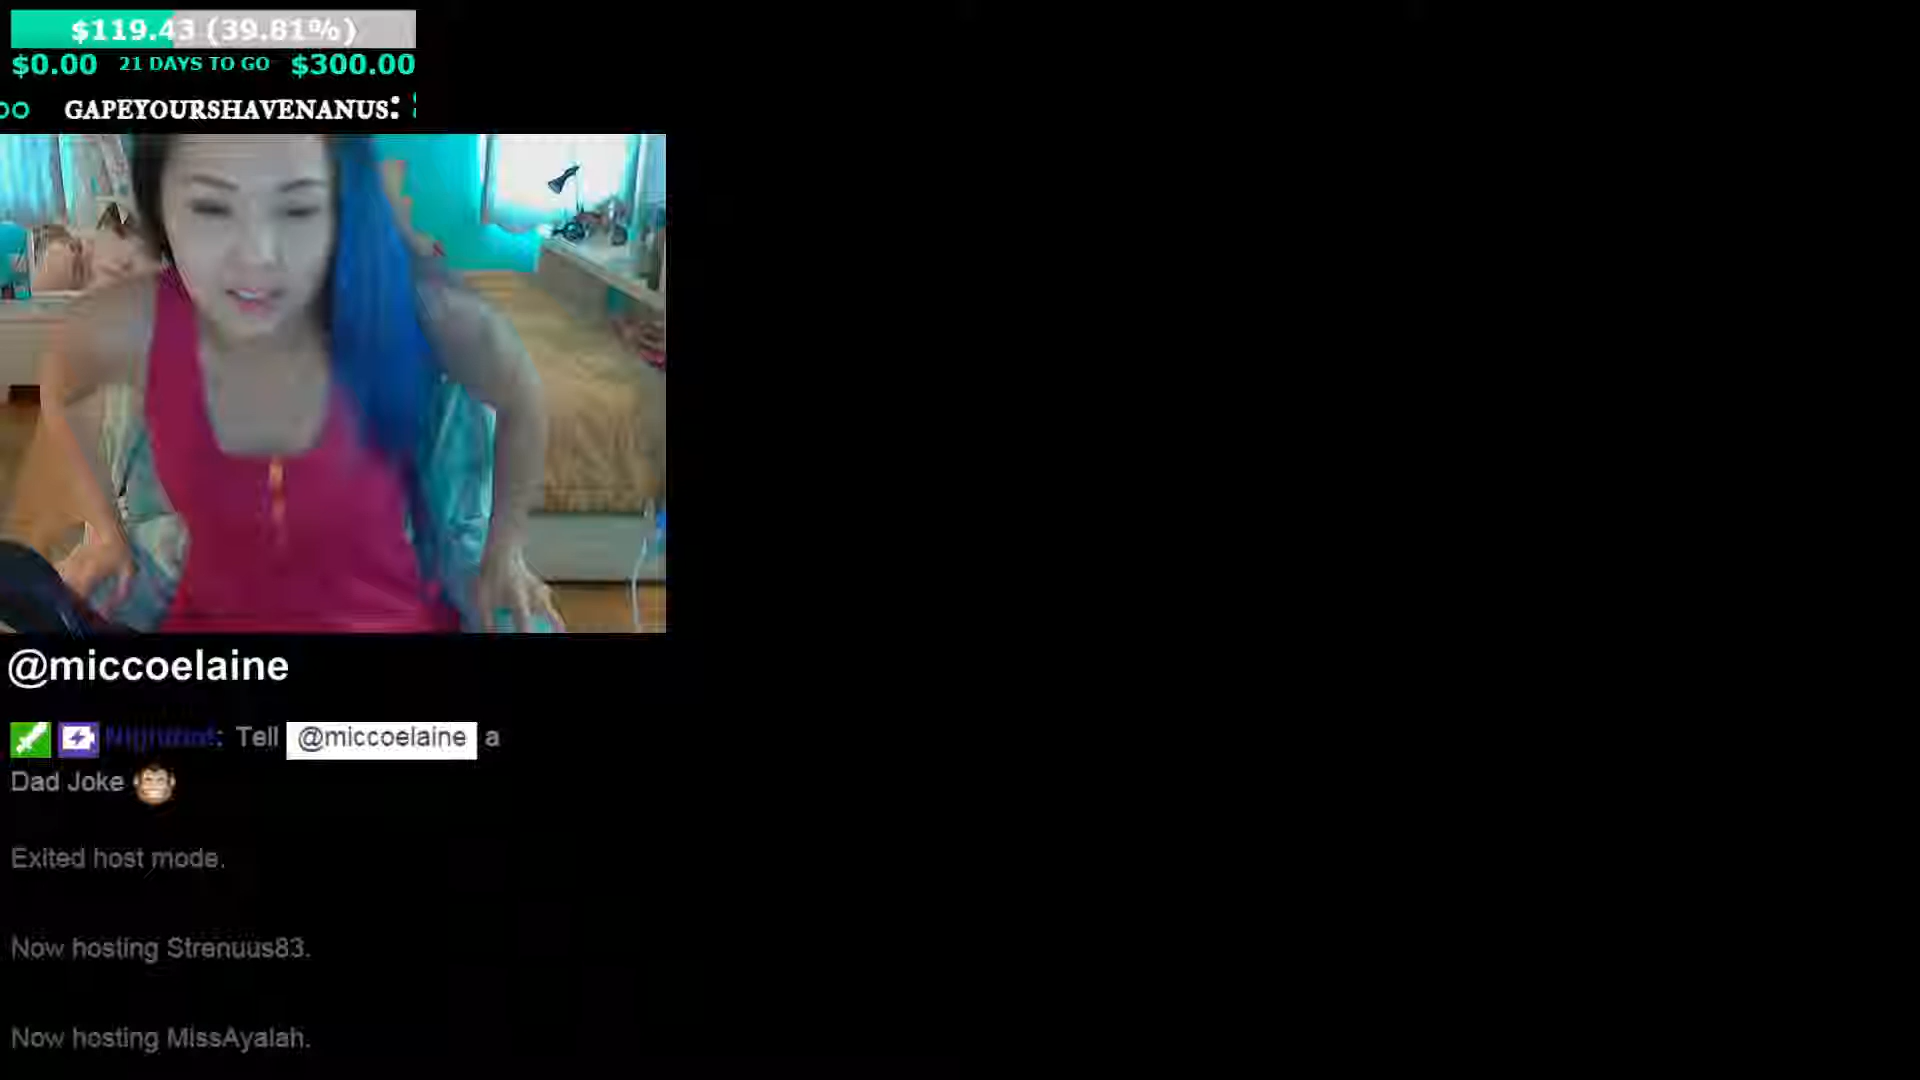 $119.43 (39.81%)
$0.00 21 DAYS TO GO $300.00
GAPEYOURSHAVENANUS:
@miccoelaine
Nightbot: Tell @miccoelaine a
Dad Joke
Exited host mode.
Now hosting Strenuus83.
Now hosting MissAyalah.